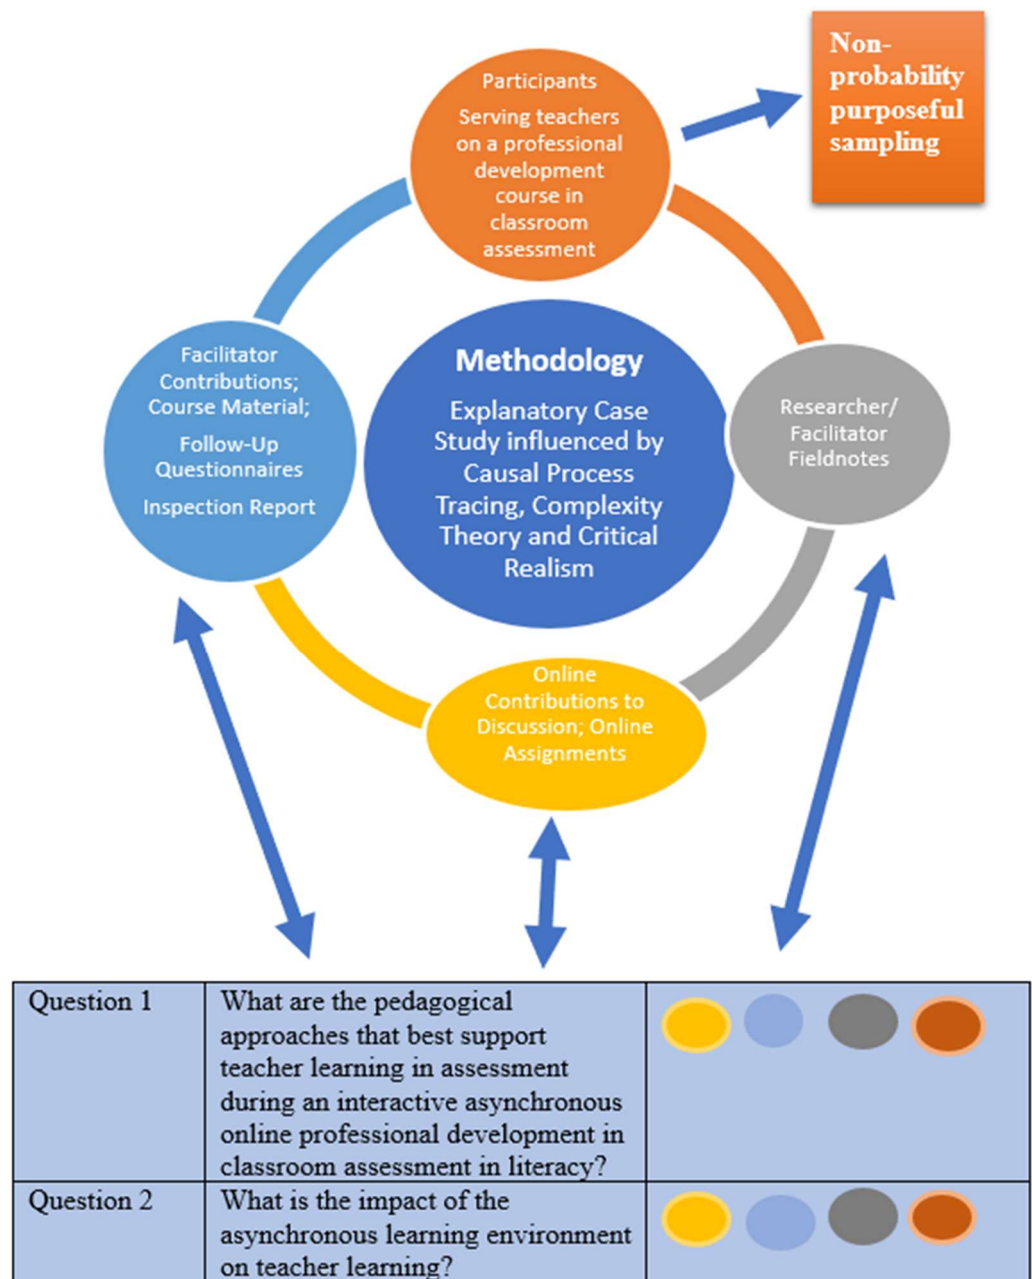 Non-
probability
purposeful
sampling
Participants
Serving teachers
on a professional
development
course in
classroom
assessment
Facilitator
Contributions;
Course Material;
Follow-Up
Questionnaires
Inspection Report
Methodology
Explanatory Case
Study influenced by
Causal Process
Tracing, Complexity
Theory and Critical
Realism
Researcher/
Facilitator
Fieldnotes
Online
Contributions to
Discussion; Online
Assignments
Question 1
What are the pedagogical
approaches that best support
teacher learning in assessment
during an interactive asynchronous
online professional development in
classroom assessment in literacy?
Question 2
What is the impact of the
asynchronous learning environment
on teacher learning?